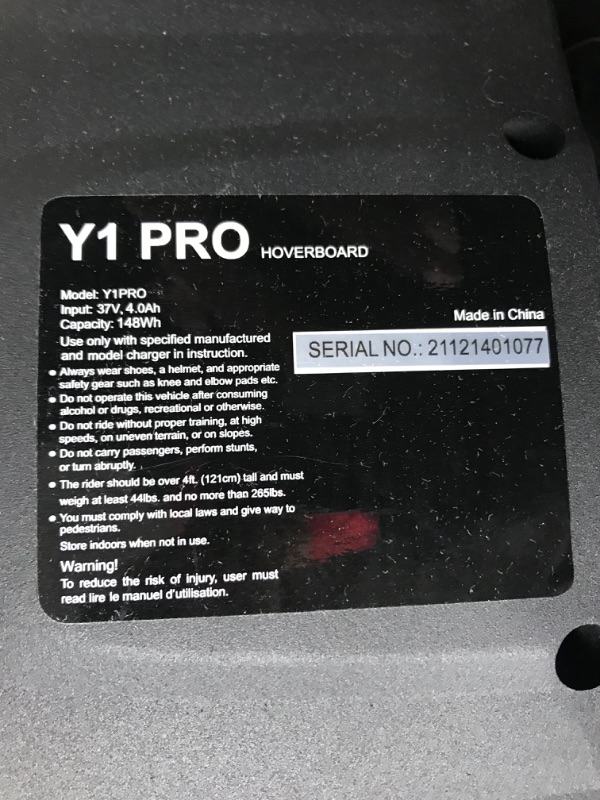 Y1 PRO HOVERBOARD
Model: Y1PRO
Input: 37V, 4.0Ah
Capacity: 148Wh
Made in China
SERIAL NO.: 21121401077
Use only with specified manufactured
and model charger in instruction.
• Always wear shoes, a helmet, and appropriate
safety gear such as knee and elbow pads etc.
• Do not operate this vehicle after consuming
alcohol or drugs, recreational or otherwise.
• Do not ride without proper training, at high
speeds, on uneven terrain, or on slopes.
• Do not carry passengers, perform stunts,
or turn abruptly.
• The rider should be over 4ft. (121cm) tall and must
weigh at least 44lbs. and no more than 265lbs.
• You must comply with local laws and give way to
pedestrians.
Store indoors when not in use.
Warning!
To reduce the risk of injury, user must
read lire le manuel d'utilisation.